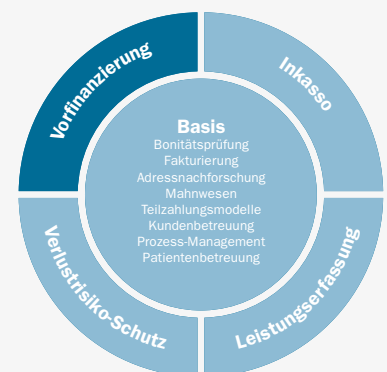 Vorfinanzierung
Inkasso
Basis
Bonitätsprüfung
Fakturierung
Adressnachforschung
Mahnwesen
Teilzahlungsmodelle
Kundenbetreuung
Prozess-Management
Patientenbetreuung
Verlustrisiko-Schutz
Leistungserfassung